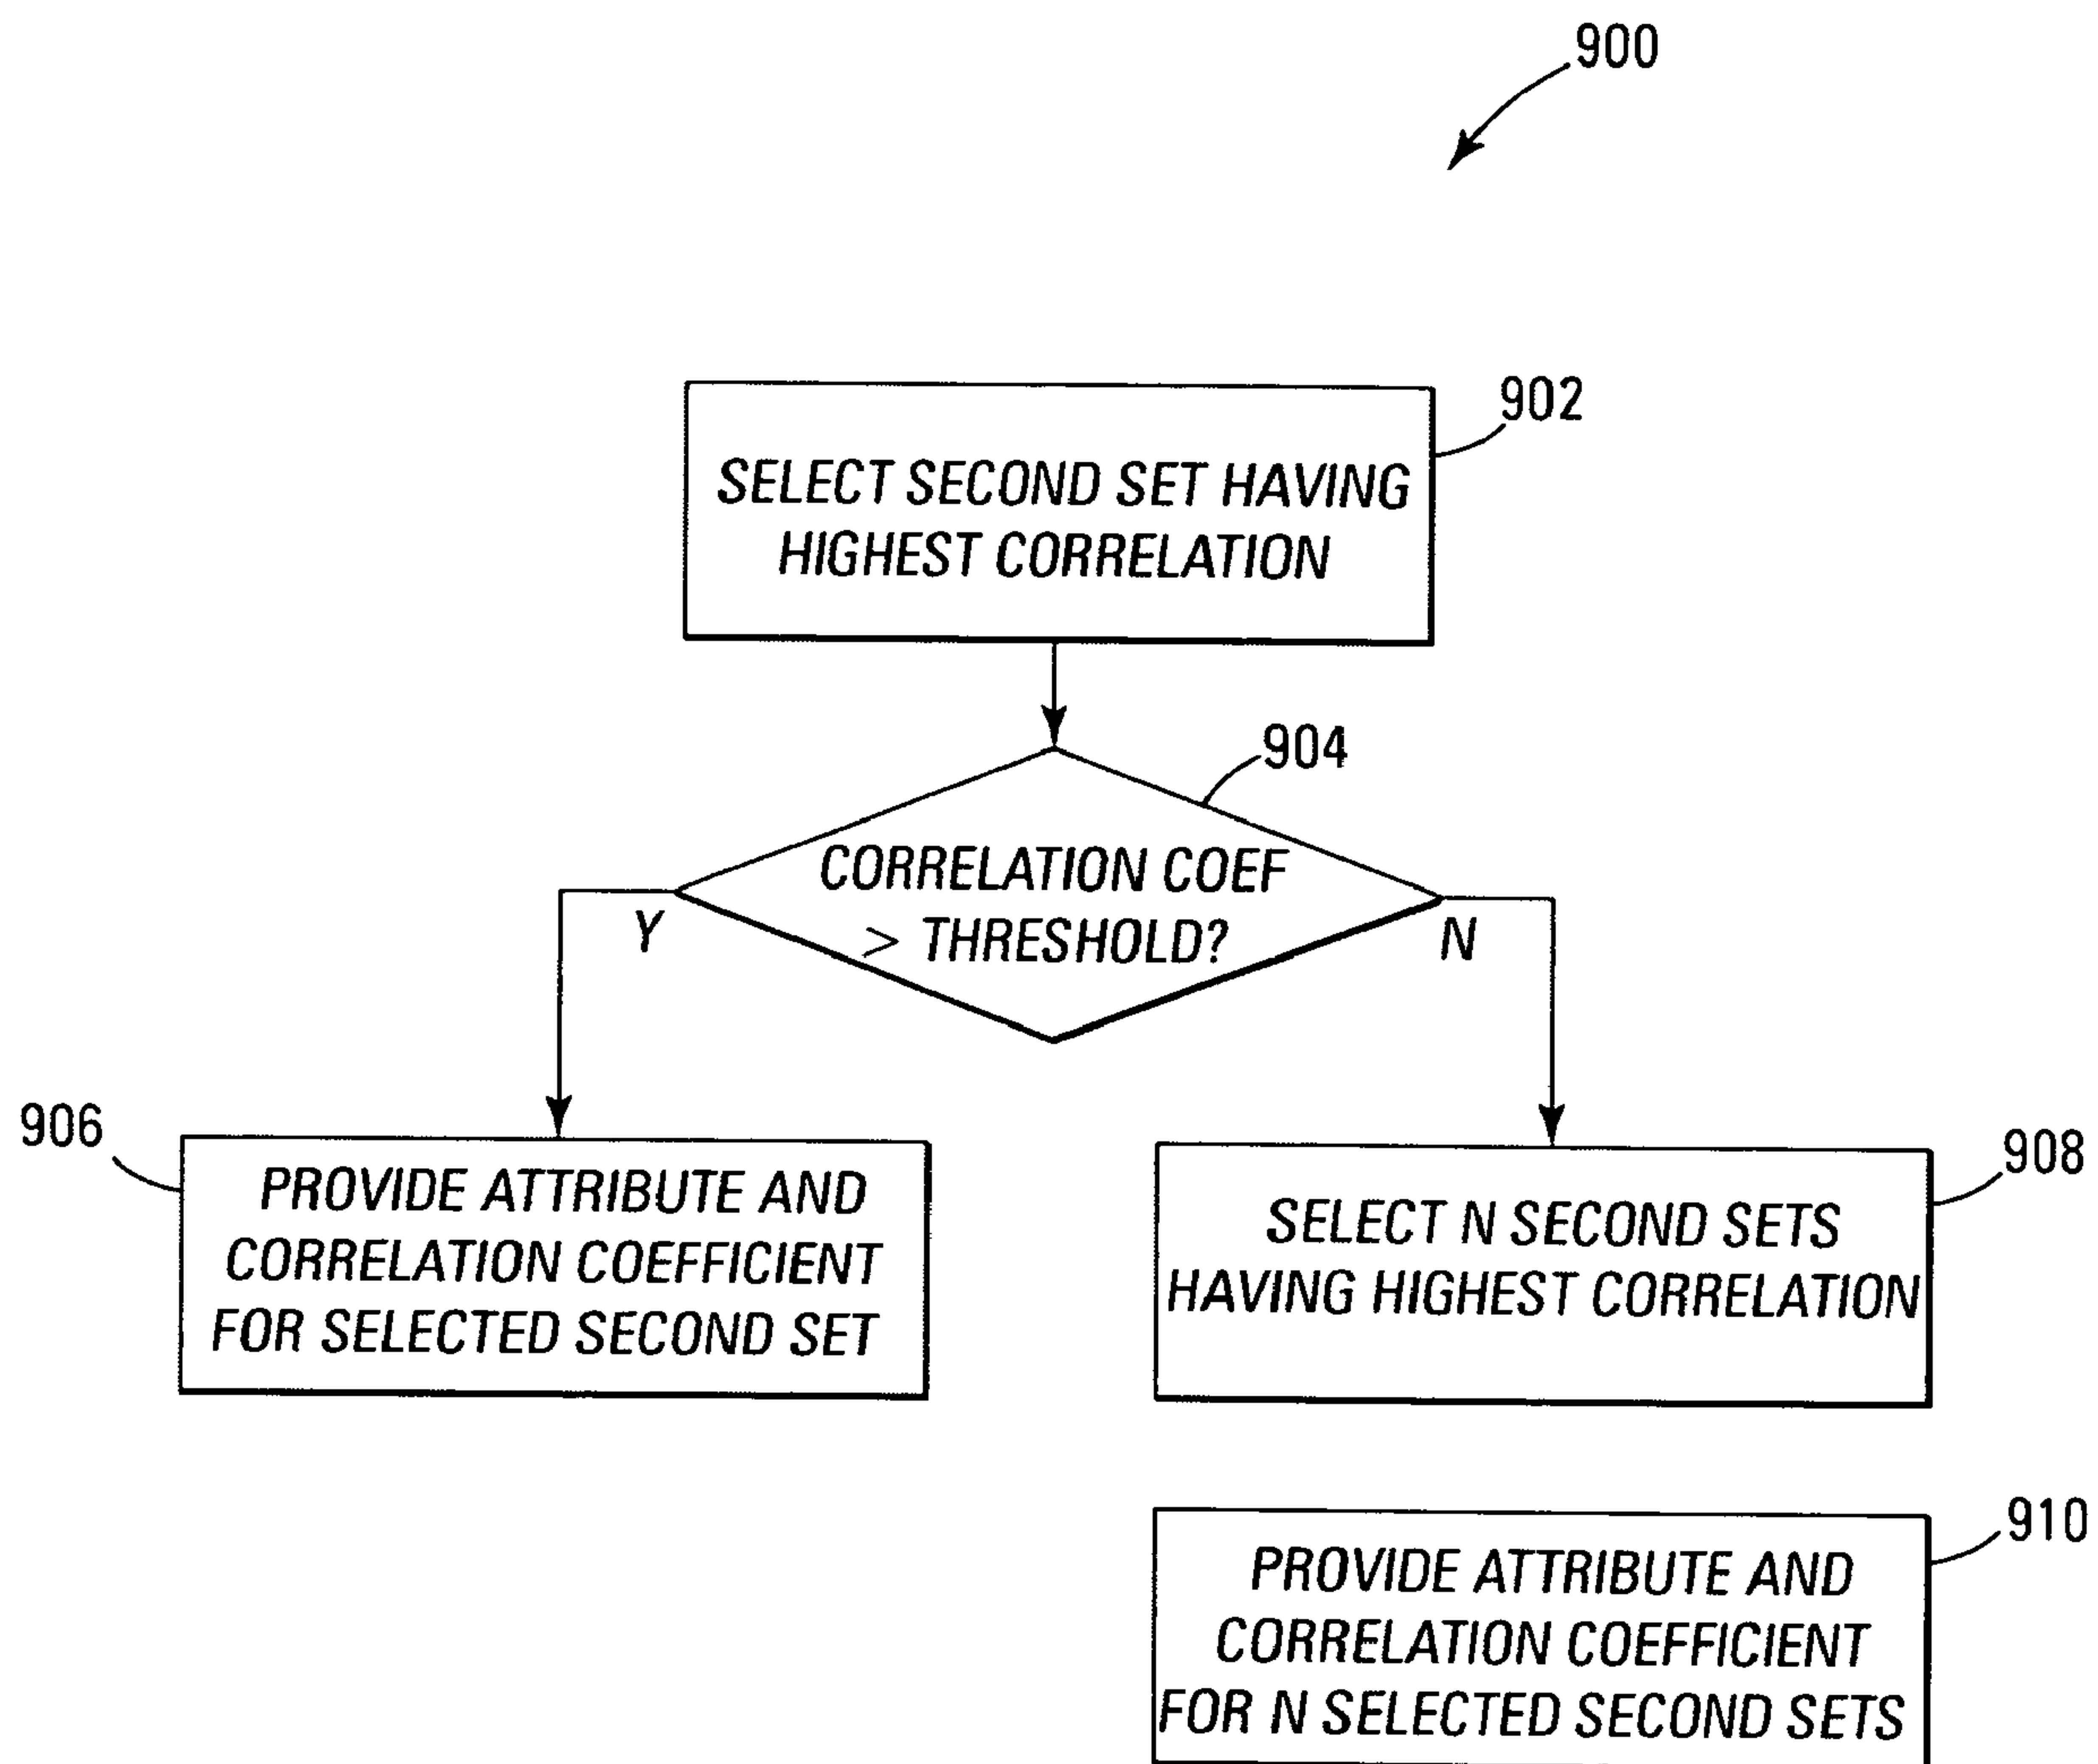 900
902
SELECT SECOND SET HAVING
HIGHEST CORRELATION
904
CORRELATION COEF
> THRESHOLD?
Y
N
906
PROVIDE ATTRIBUTE AND
CORRELATION COEFFICIENT
FOR SELECTED SECOND SET
908
SELECT N SECOND SETS
HAVING HIGHEST CORRELATION
910
PROVIDE ATTRIBUTE AND
CORRELATION COEFFICIENT
FOR N SELECTED SECOND SETS